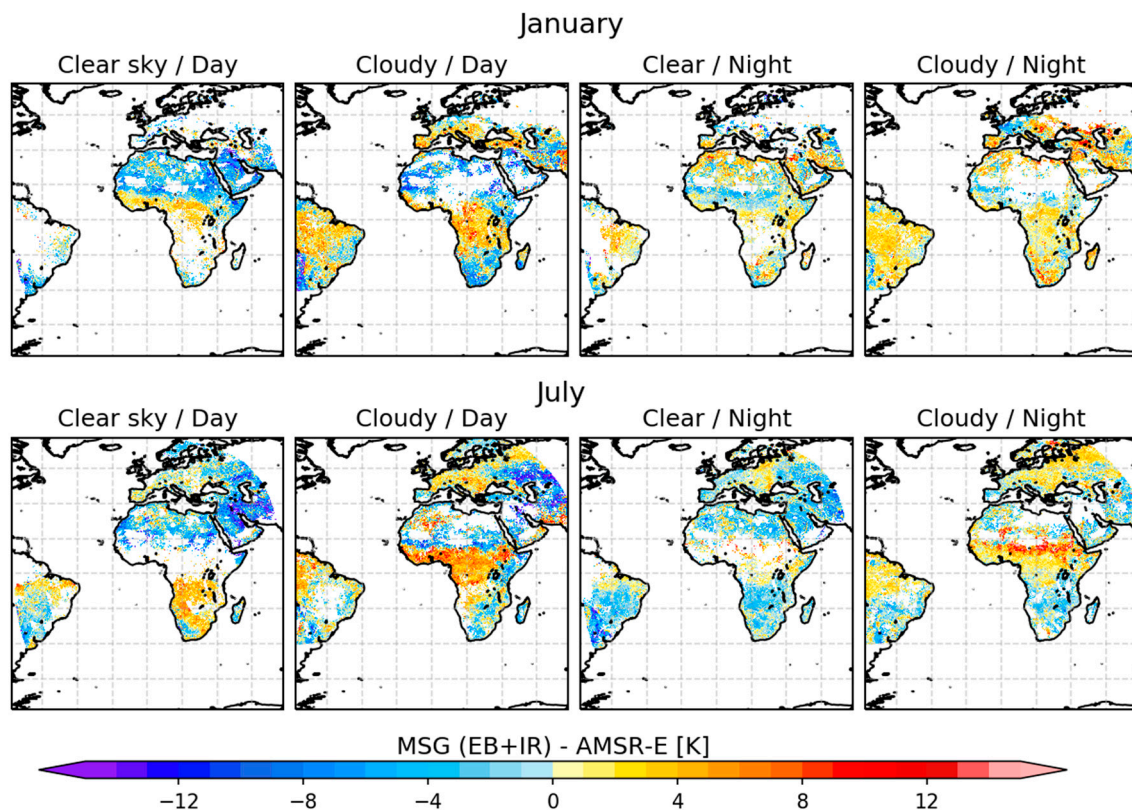 January
Clear sky / Day Cloudy / Day Clear / Night Cloudy / Night
July
Clear sky / Day Cloudy / Day Clear / Night Cloudy / Night
MSG (EB+IR) - AMSR-E [K]
−12 −8 −4 0 4 8 12